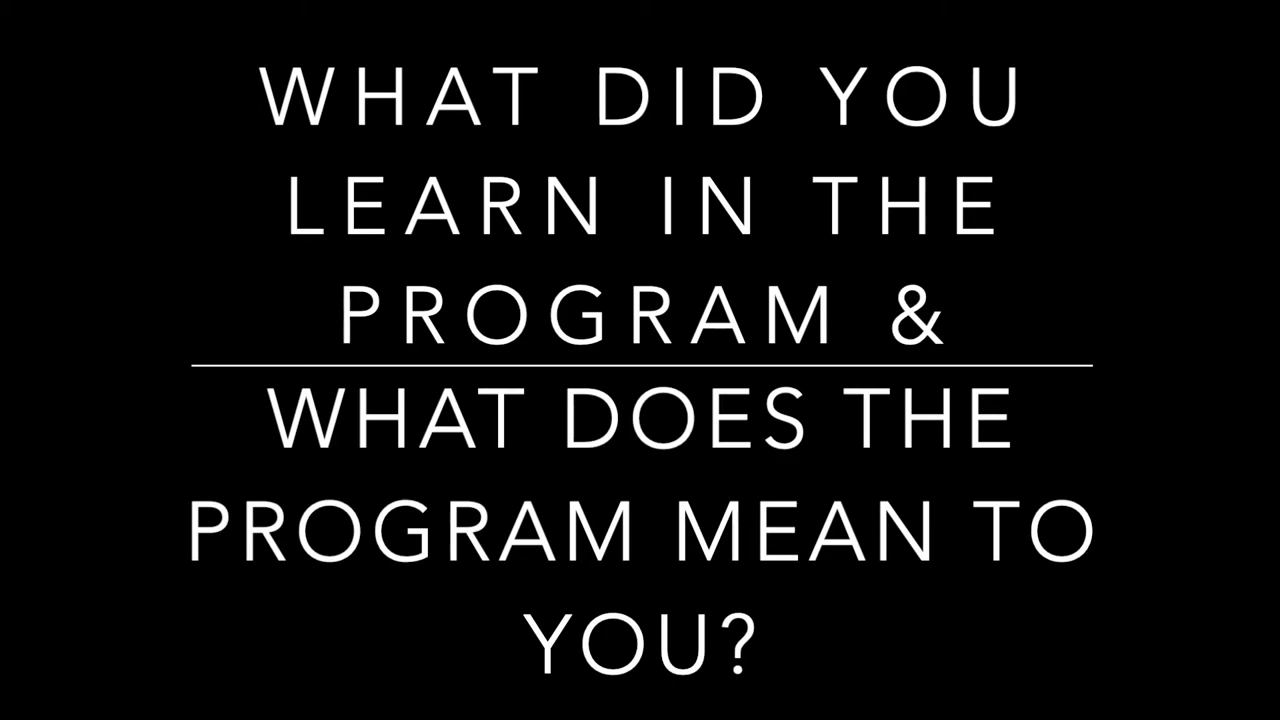 WHAT DID YOU
LEARN IN THE
PROGRAM &
WHAT DOES THE
PROGRAM MEAN TO
YOU?